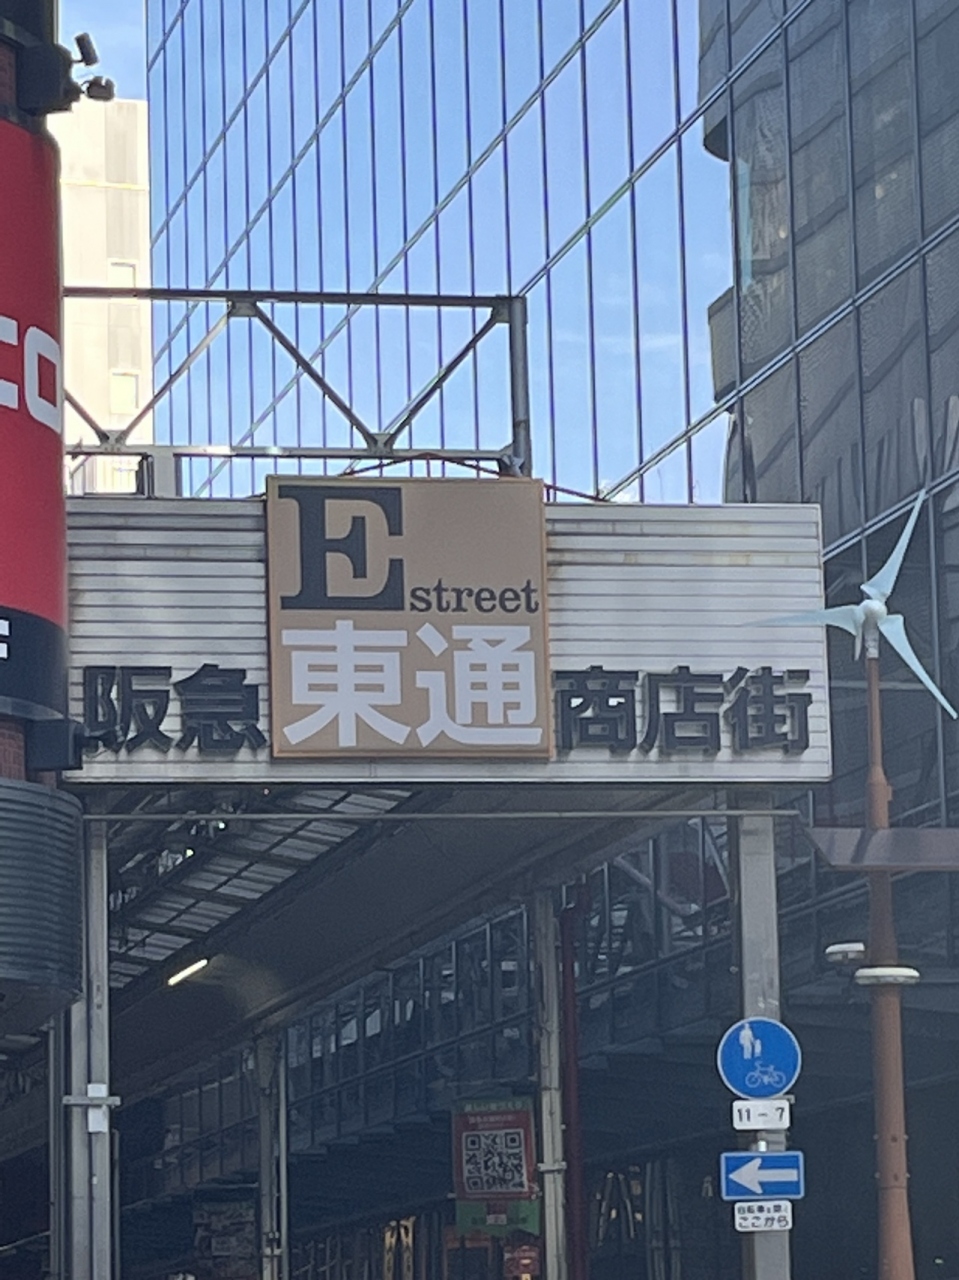 E
street
阪急東通商店街
11-7
自転車を除く
ここから